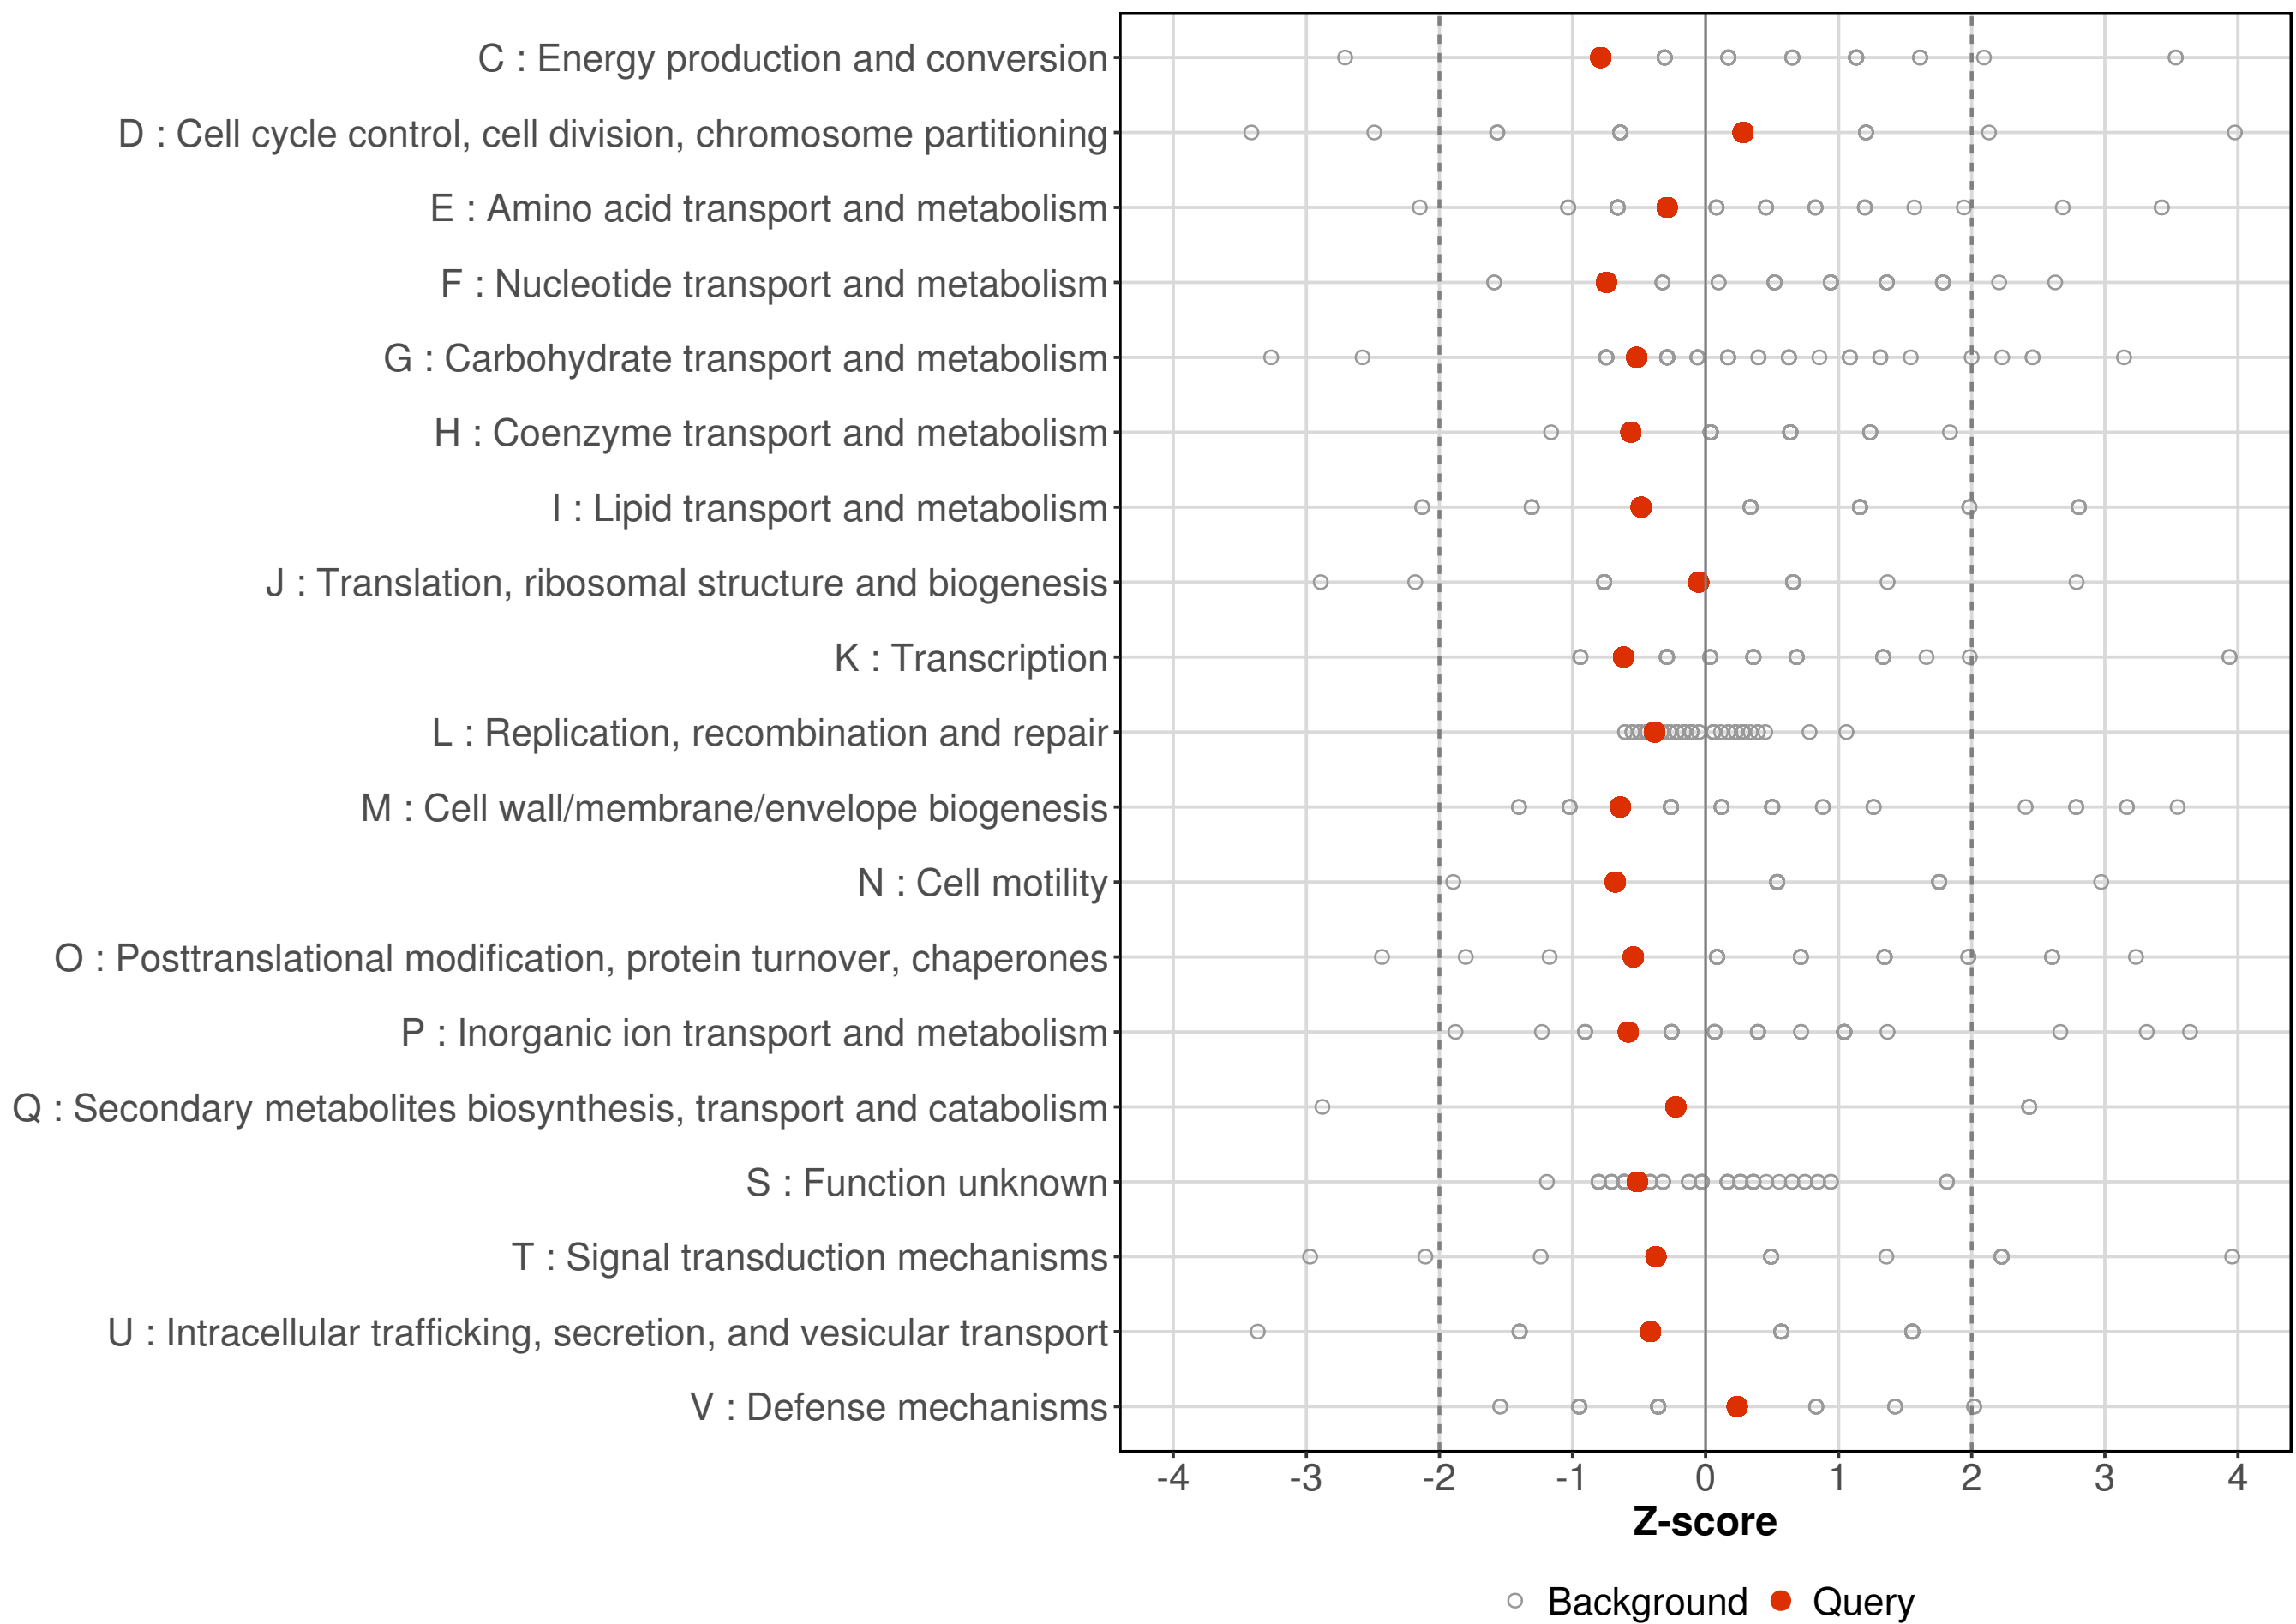 C : Energy production and conversion
D : Cell cycle control, cell division, chromosome partitioning
E : Amino acid transport and metabolism
F : Nucleotide transport and metabolism
G : Carbohydrate transport and metabolism
H : Coenzyme transport and metabolism
I : Lipid transport and metabolism
J : Translation, ribosomal structure and biogenesis
K : Transcription
L : Replication, recombination and repair
M : Cell wall/membrane/envelope biogenesis
N : Cell motility
O : Posttranslational modification, protein turnover, chaperones
P : Inorganic ion transport and metabolism
Q : Secondary metabolites biosynthesis, transport and catabolism
S : Function unknown
T : Signal transduction mechanisms
U : Intracellular trafficking, secretion, and vesicular transport
V : Defense mechanisms
-4 -3 -2 -1 0 1 2 3 4
Z-score
Background Query